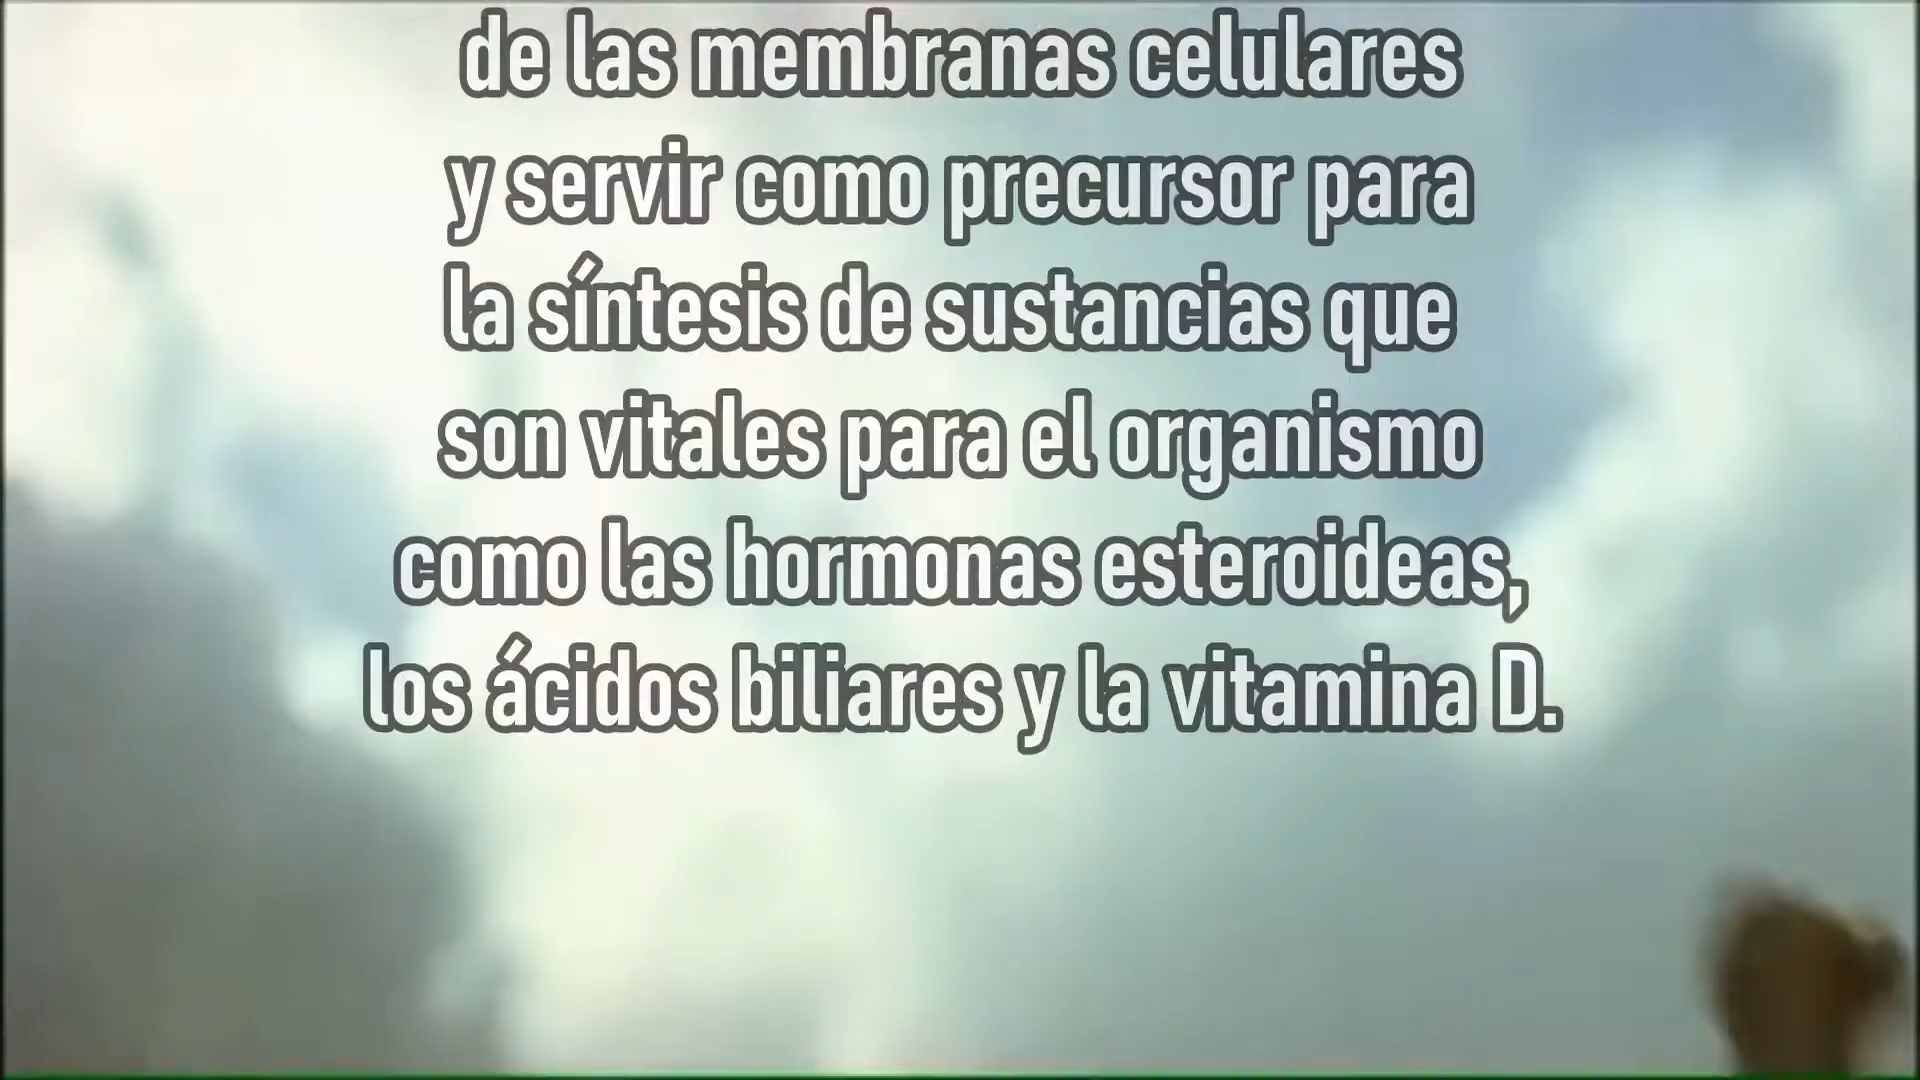 de las membranas celulares
y servir como precursor para
la síntesis de sustancias que
son vitales para el organismo
como las hormonas esteroideas,
los ácidos biliares y la vitamina D.